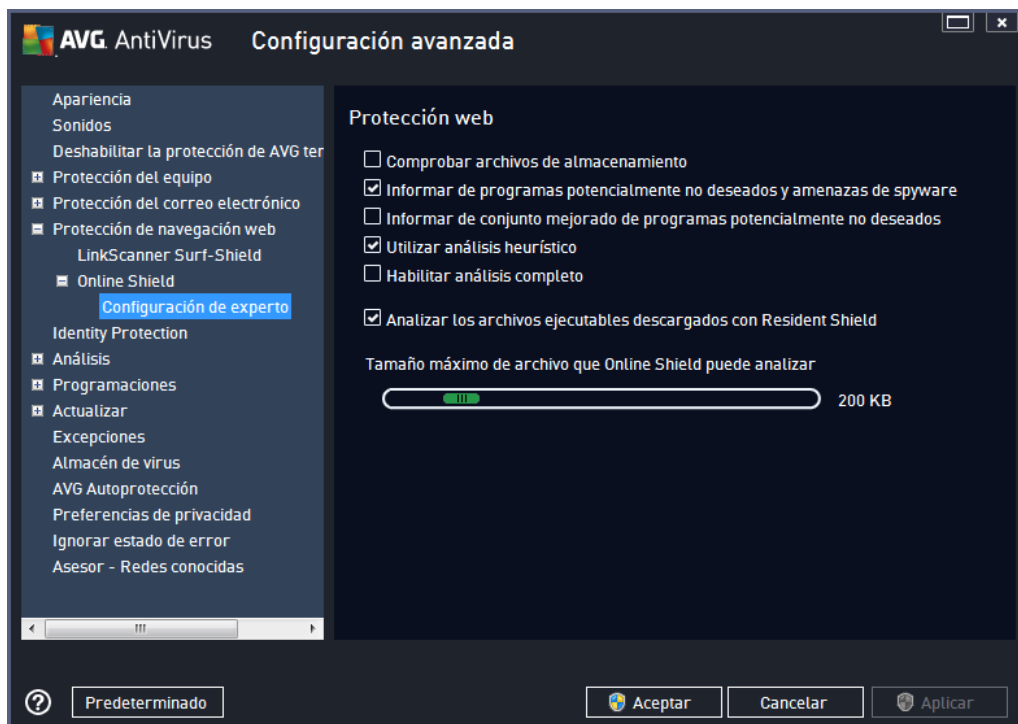 AVG. AntiVirus Configuración avanzada
Apariencia
Sonidos
Deshabilitar la protección de AVG ter
Protección del equipo
Protección del correo electrónico
Protección de navegación web
LinkScanner Surf-Shield
Online Shield
Configuración de experto
Identity Protection
Análisis
Programaciones
Actualizar
Excepciones
Almacén de virus
AVG Autoprotección
Preferencias de privacidad
Ignorar estado de error
Asesor - Redes conocidas
Protección web
Comprobar archivos de almacenamiento
Informar de programas potencialmente no deseados y amenazas de spyware
Informar de conjunto mejorado de programas potencialmente no deseados
Utilizar análisis heurístico
Habilitar análisis completo
Analizar los archivos ejecutables descargados con Resident Shield
Tamaño máximo de archivo que Online Shield puede analizar
200 KB
? Predeterminado Aceptar Cancelar Aplicar